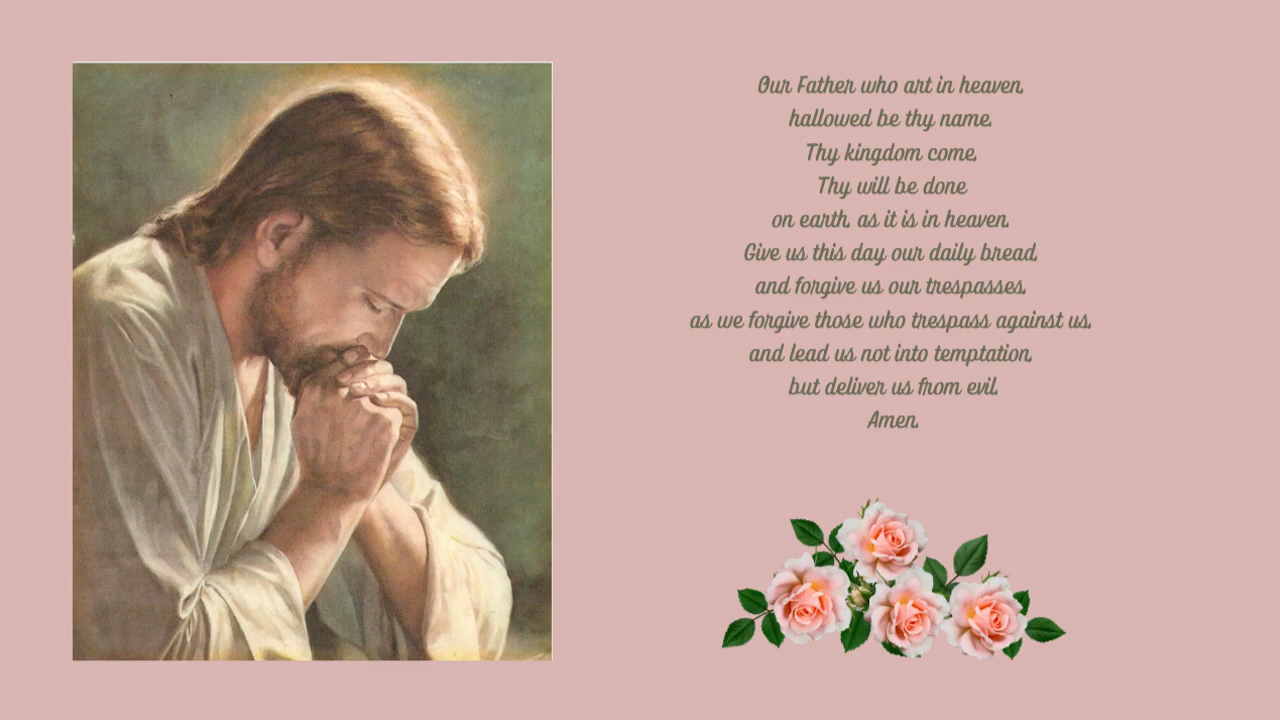 Our Father who art in heaven,
hallowed be thy name.
Thy kingdom come,
Thy will be done
on earth, as it is in heaven.
Give us this day our daily bread,
and forgive us our trespasses,
as we forgive those who trespass against us,
and lead us not into temptation,
but deliver us from evil.
Amen.